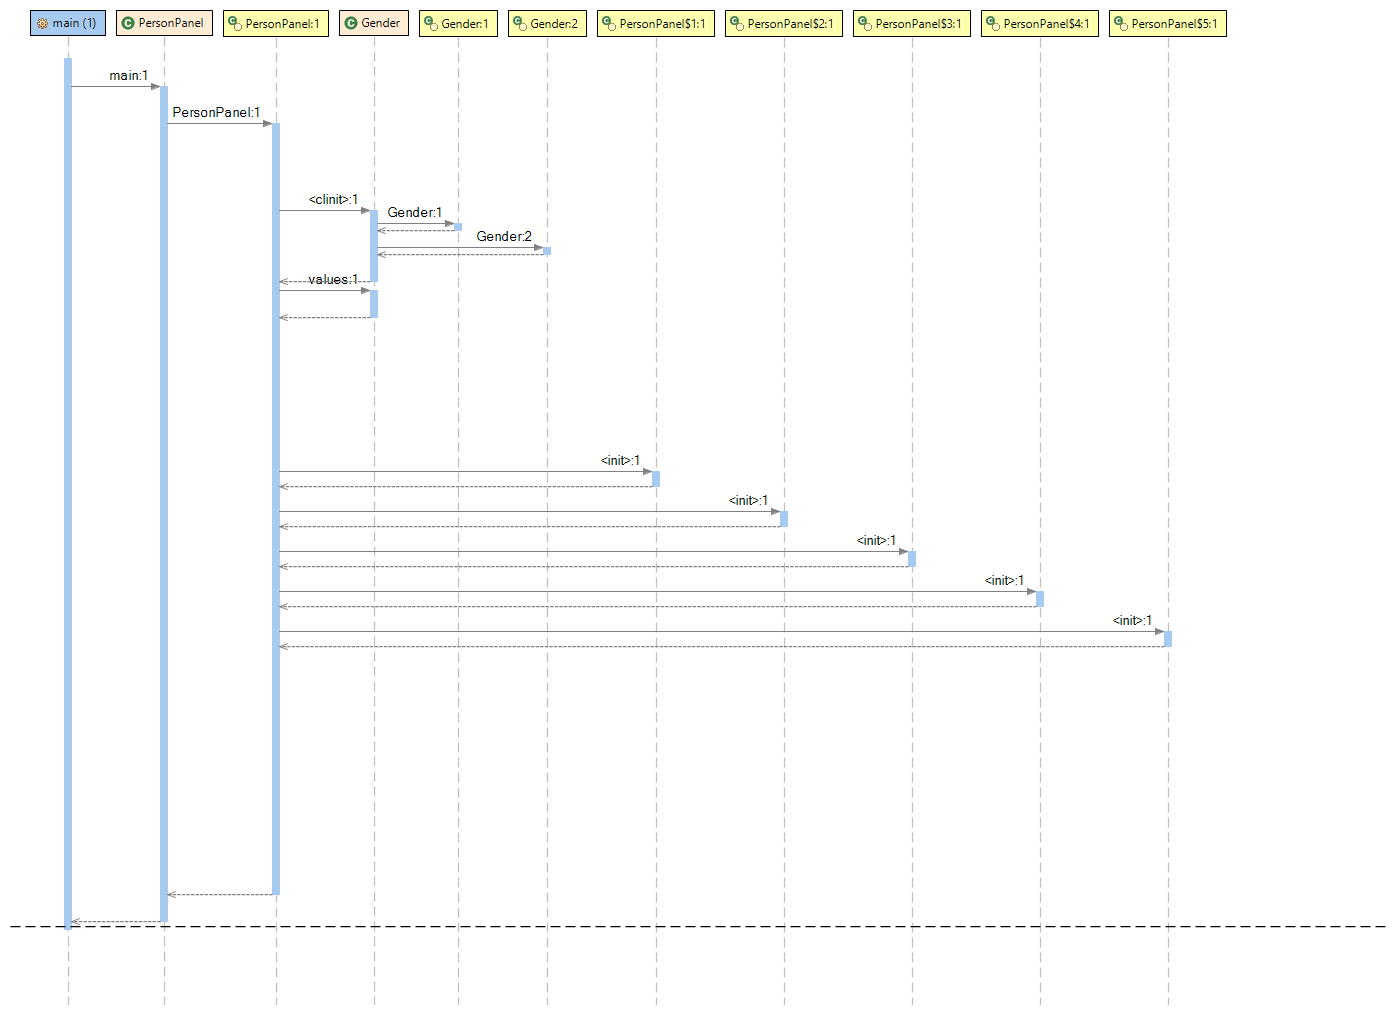 main (1)
PersonPanel
PersonPanel:1
Gender
Gender:1
Gender:2
PersonPanel$1:1
PersonPanel$2:1
PersonPanel$3:1
PersonPanel$4:1
PersonPanel$5:1
main:1
PersonPanel:1
<clinit>:1
Gender:1
Gender:2
values:1
<init>:1
<init>:1
<init>:1
<init>:1
<init>:1